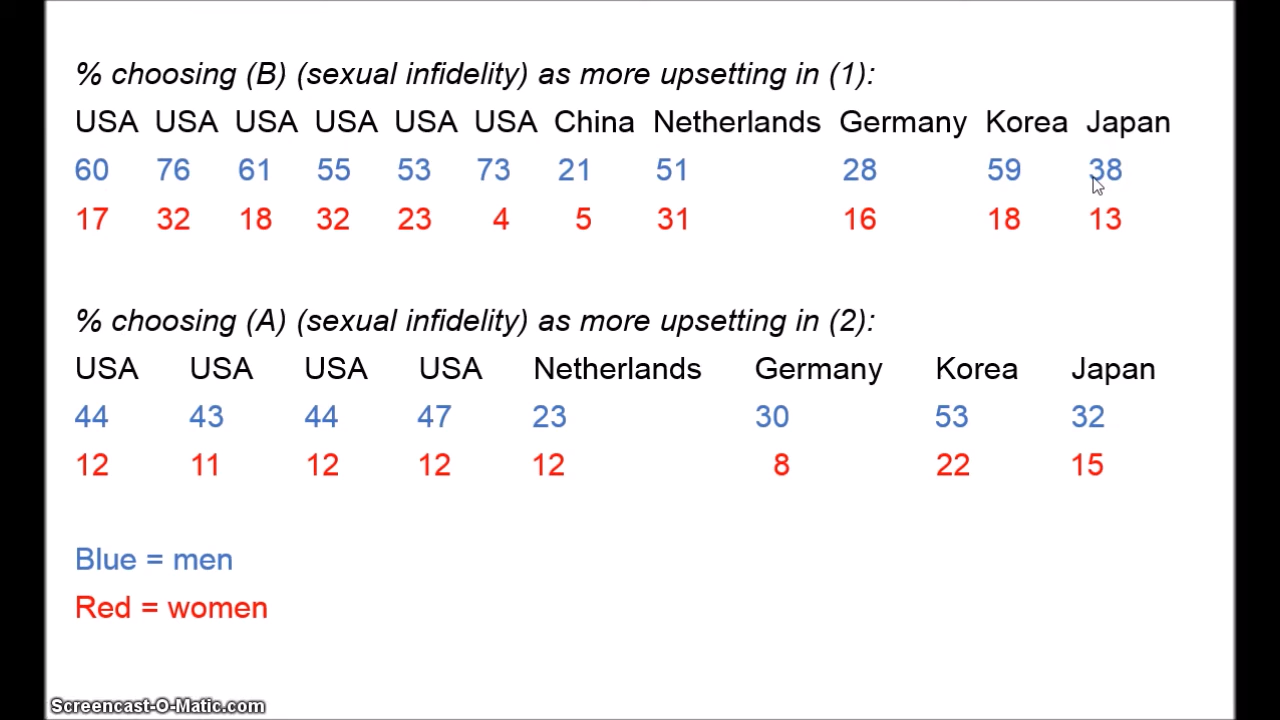 % choosing (B) (sexual infidelity) as more upsetting in (1):
USA USA USA USA USA USA China Netherlands Germany Korea Japan
60 76 61 55 53 73 21 51 28 59 38
17 32 18 32 23 4 5 31 16 18 13
% choosing (A) (sexual infidelity) as more upsetting in (2):
USA USA USA USA Netherlands Germany Korea Japan
44 43 44 47 23 30 53 32
12 11 12 12 12 8 22 15
Blue = men
Red = women
Screencast-O-Matic.com